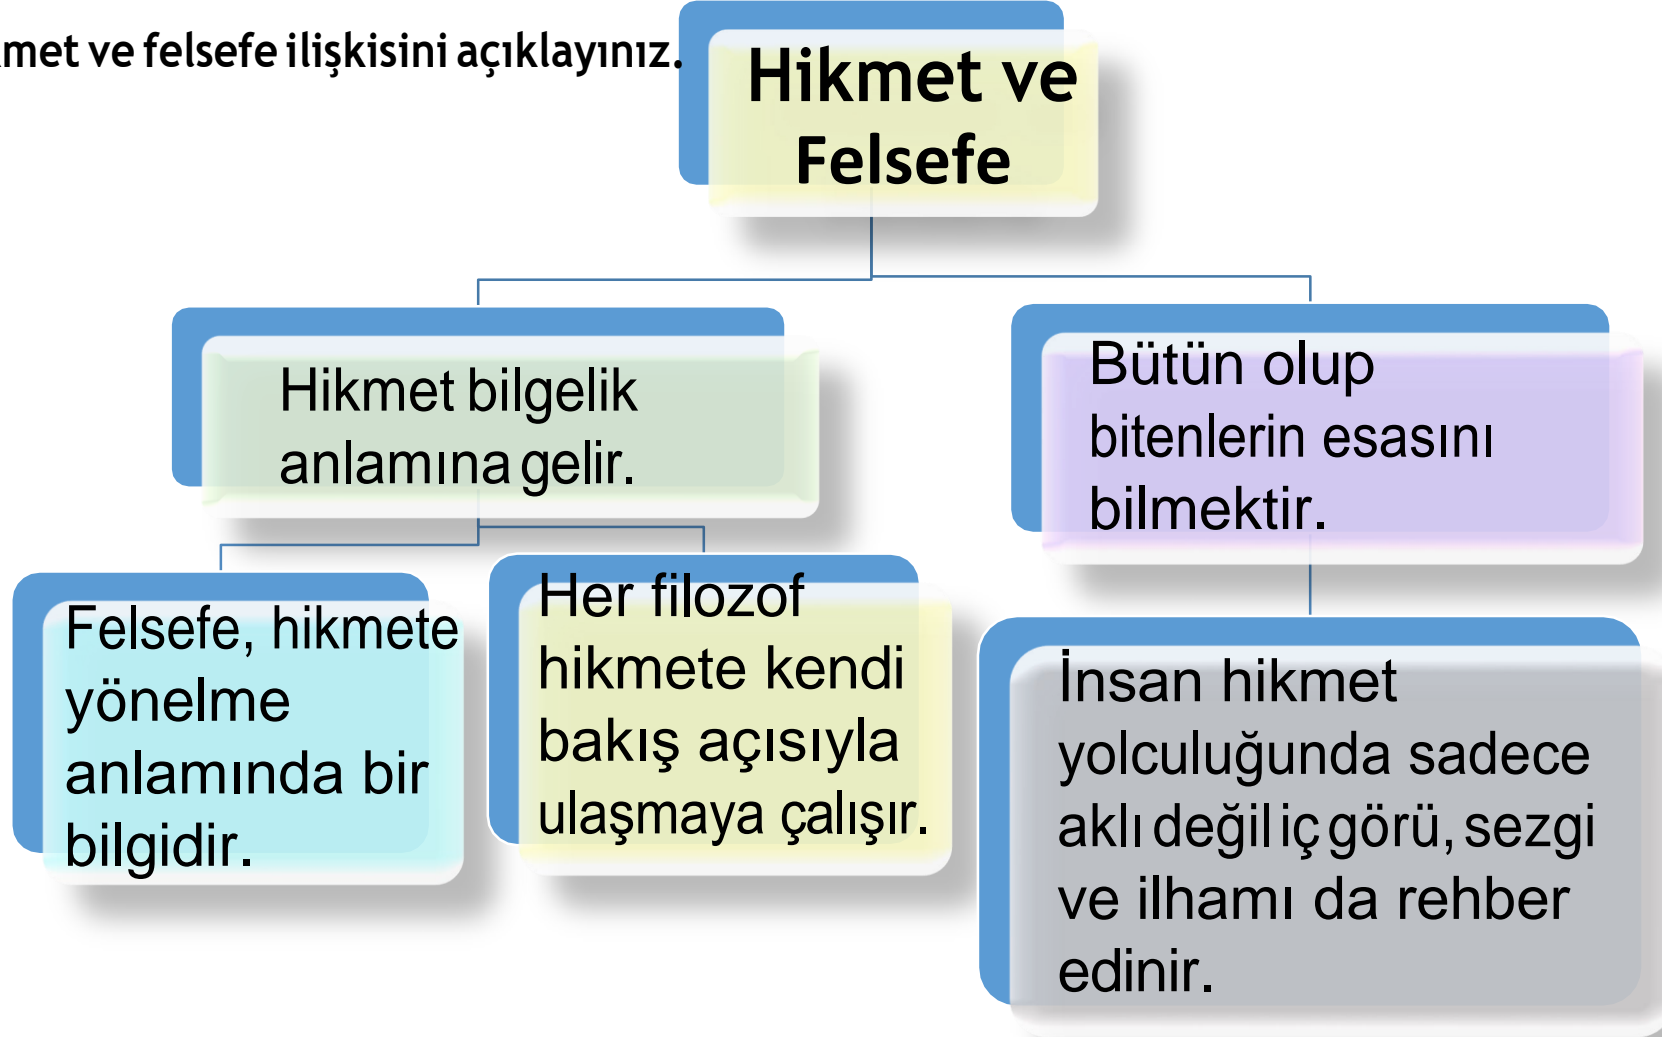 met ve felsefe ilişkisini açıklayınız.
Hikmet ve
Felsefe
Hikmet bilgelik
anlamına gelir.
Bütün olup
bitenlerin esasını
bilmektir.
Felsefe, hikmete
yönelme
anlamında bir
bilgidir.
Her filozof
hikmete kendi
bakış açısıyla
ulaşmaya çalışır.
İnsan hikmet
yolculuğunda sadece
aklı değil iç görü, sezgi
ve ilhamı da rehber
edinir.